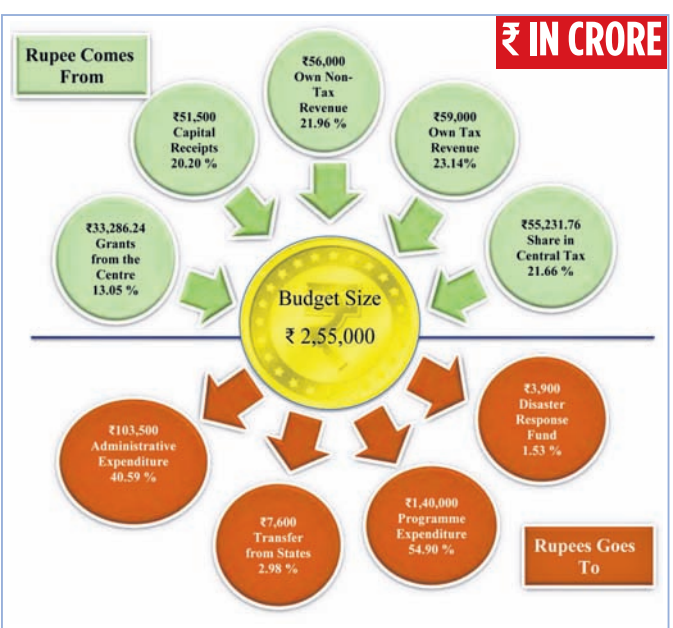 ₹ IN CRORE
Rupee Comes
From
₹56,000
Own Non-
Tax
Revenue
21.96 %
₹51,500
Capital
Receipts
20.20 %
₹59,000
Own Tax
Revenue
23.14%
₹33,286.24
Grants
from the
Centre
13.05 %
₹55,231.76
Share in
Central Tax
21.66 %
Budget Size
₹ 2,55,000
₹103,500
Administrative
Expenditure
40.59 %
₹7,600
Transfer
from States
2.98 %
₹1,40,000
Programme
Expenditure
54.90 %
₹3,900
Disaster
Response
Fund
1.53 %
Rupees Goes
To